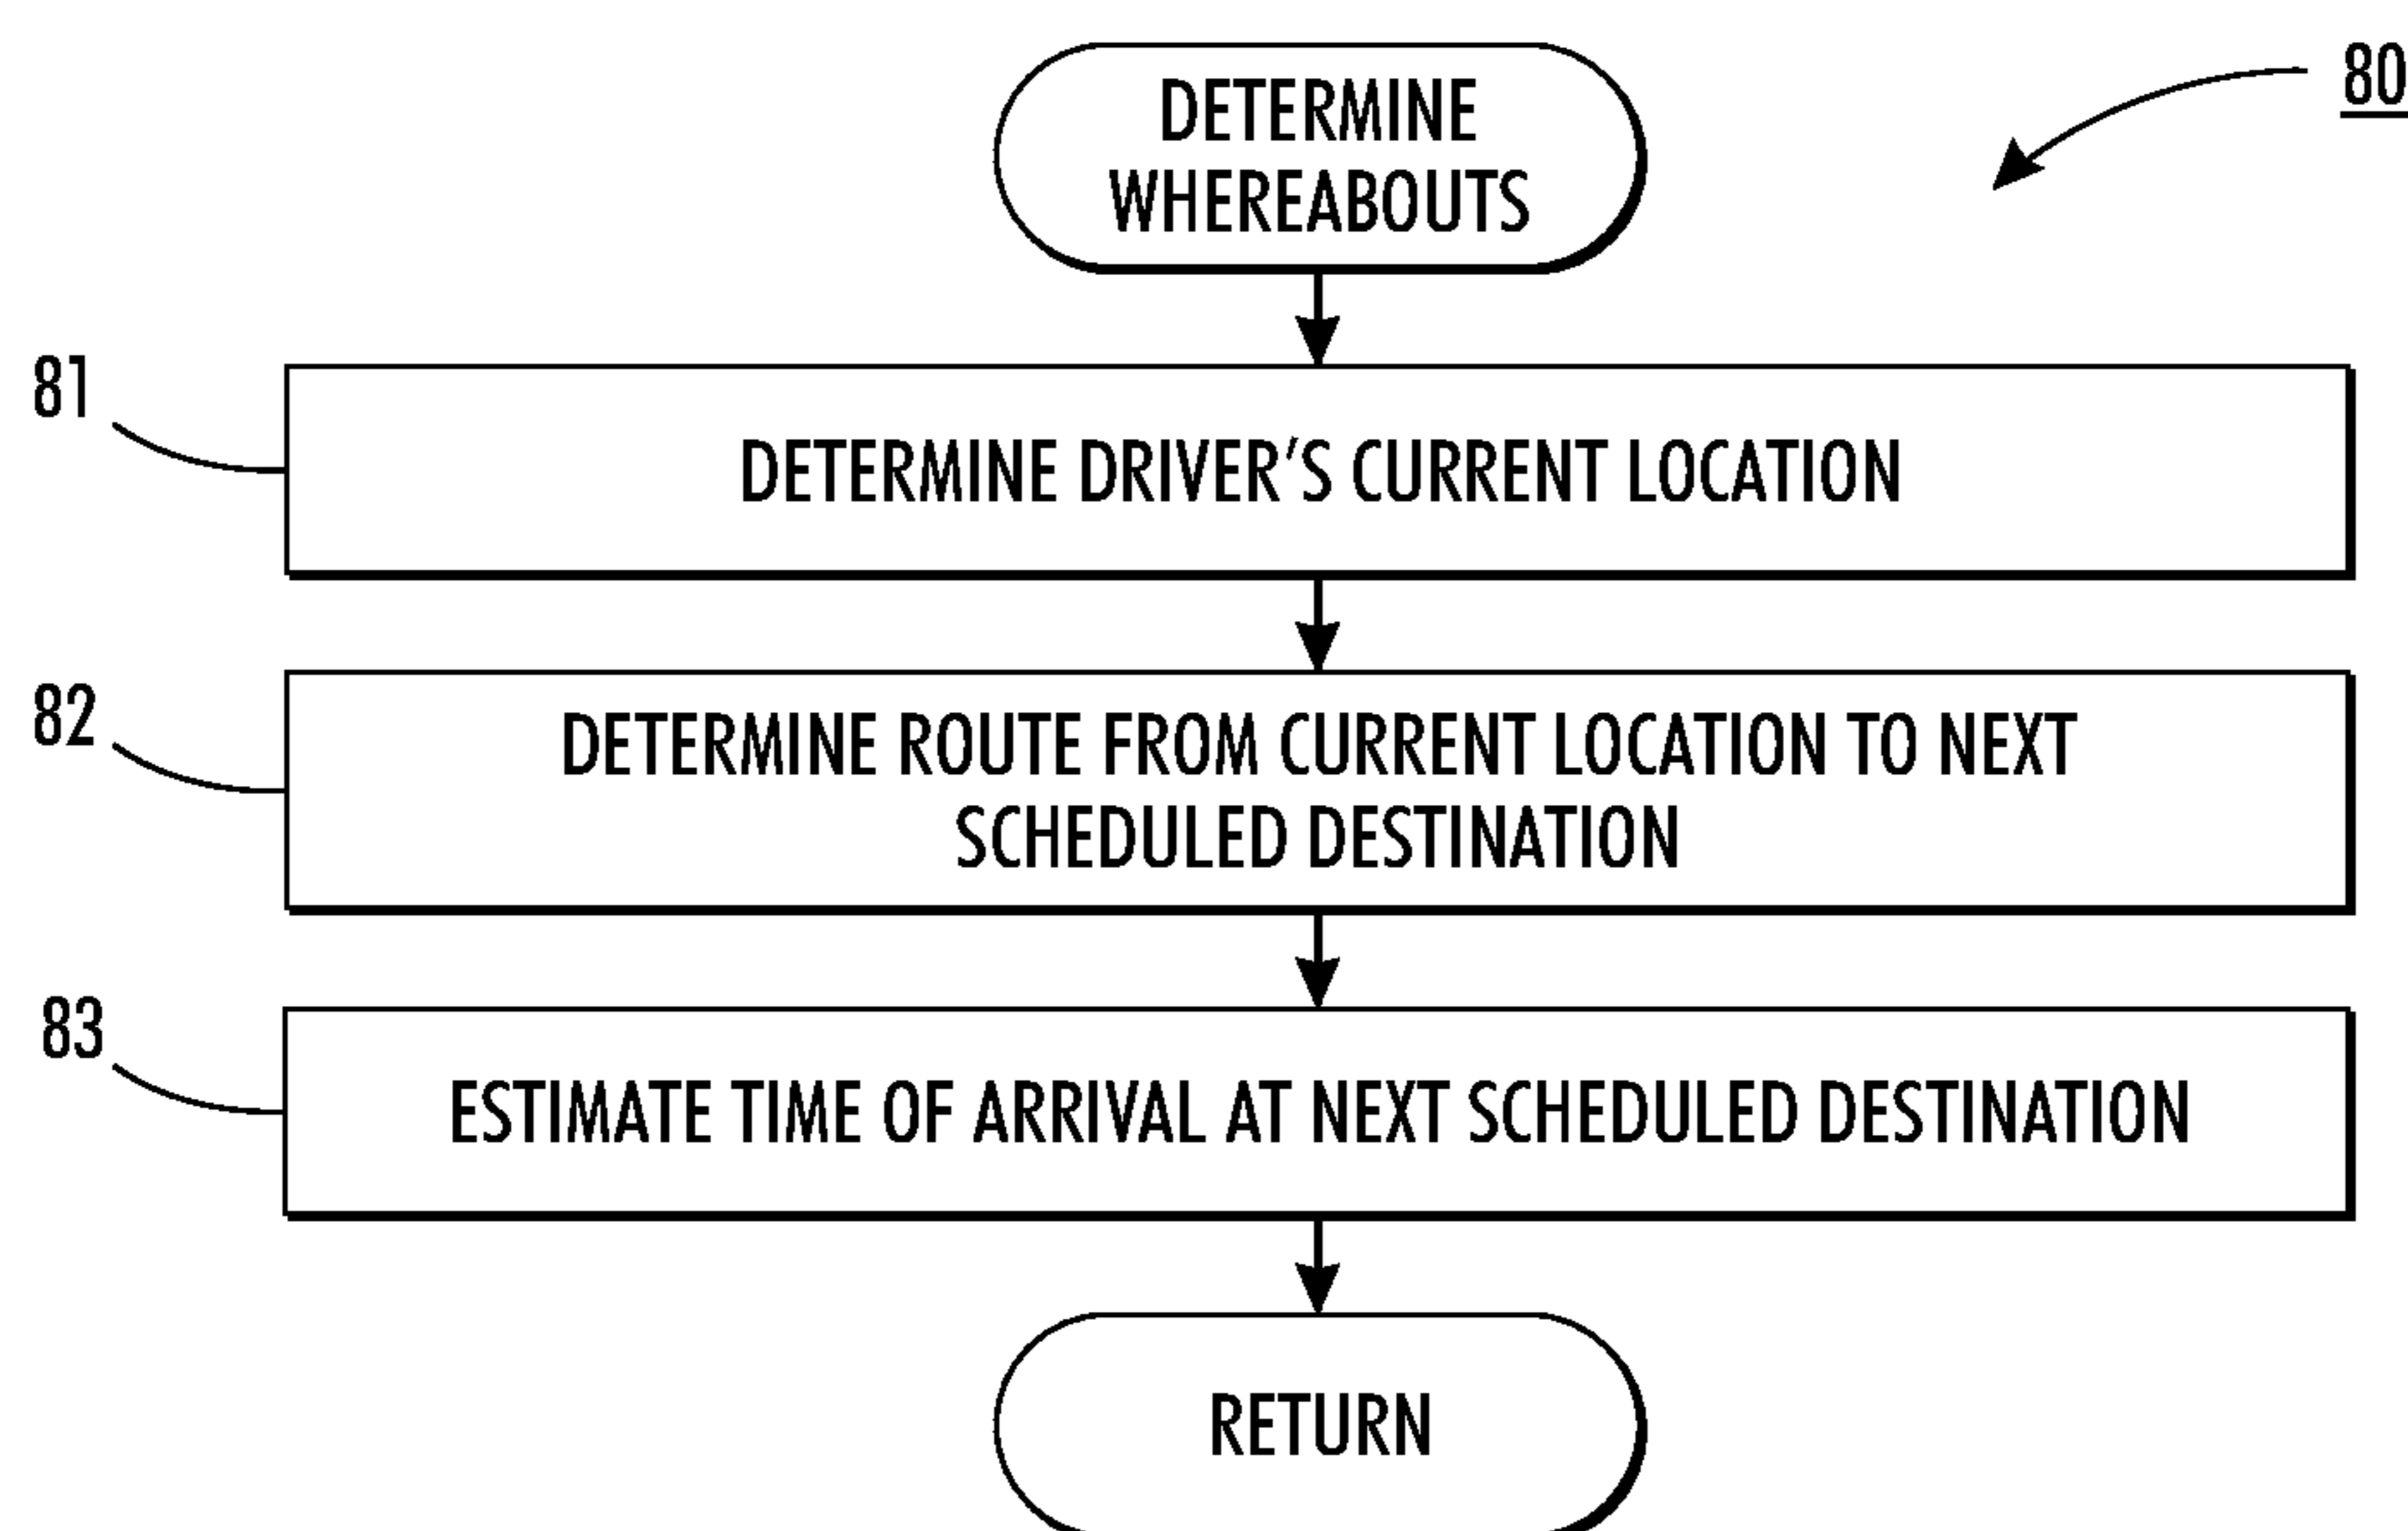 DETERMINE
WHEREABOUTS
80
81
DETERMINE DRIVER'S CURRENT LOCATION
82
DETERMINE ROUTE FROM CURRENT LOCATION TO NEXT
SCHEDULED DESTINATION
83
ESTIMATE TIME OF ARRIVAL AT NEXT SCHEDULED DESTINATION
RETURN